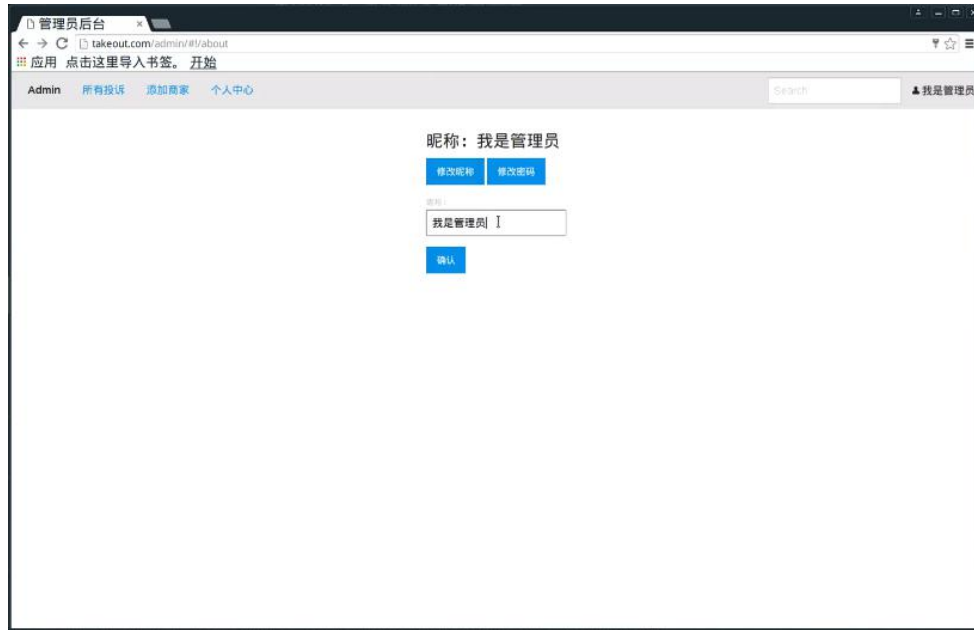 管理员后台
takeout.com/admin/#!/about
应用 点击这里导入书签。 开始
Admin 所有投诉 添加商家 个人中心 Search 我是管理员
昵称：我是管理员
修改昵称 修改密码
昵称：
我是管理员
确认